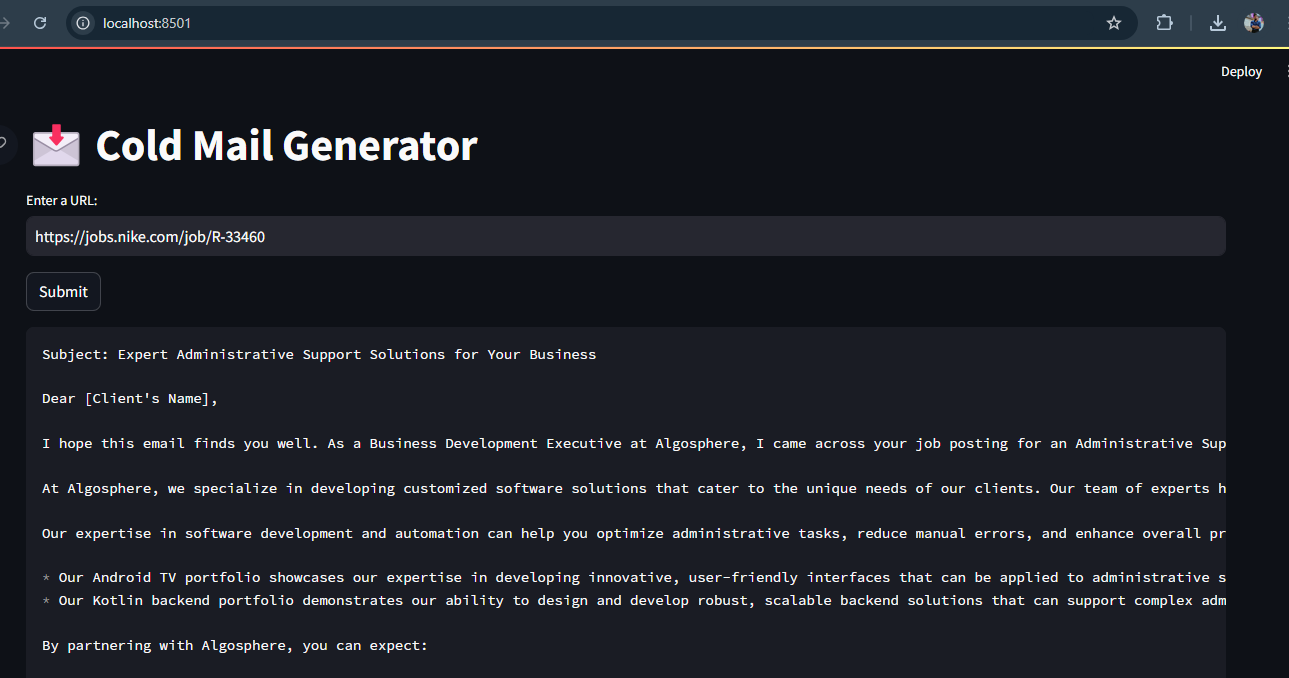 localhost:8501
Deploy
Cold Mail Generator
Enter a URL:
https://jobs.nike.com/job/R-33460
Submit
Subject: Expert Administrative Support Solutions for Your Business
Dear [Client's Name],
I hope this email finds you well. As a Business Development Executive at Algosphere, I came across your job posting for an Administrative Sup
At Algosphere, we specialize in developing customized software solutions that cater to the unique needs of our clients. Our team of experts h
Our expertise in software development and automation can help you optimize administrative tasks, reduce manual errors, and enhance overall pr
* Our Android TV portfolio showcases our expertise in developing innovative, user-friendly interfaces that can be applied to administrative s
* Our Kotlin backend portfolio demonstrates our ability to design and develop robust, scalable backend solutions that can support complex adm
By partnering with Algosphere, you can expect: